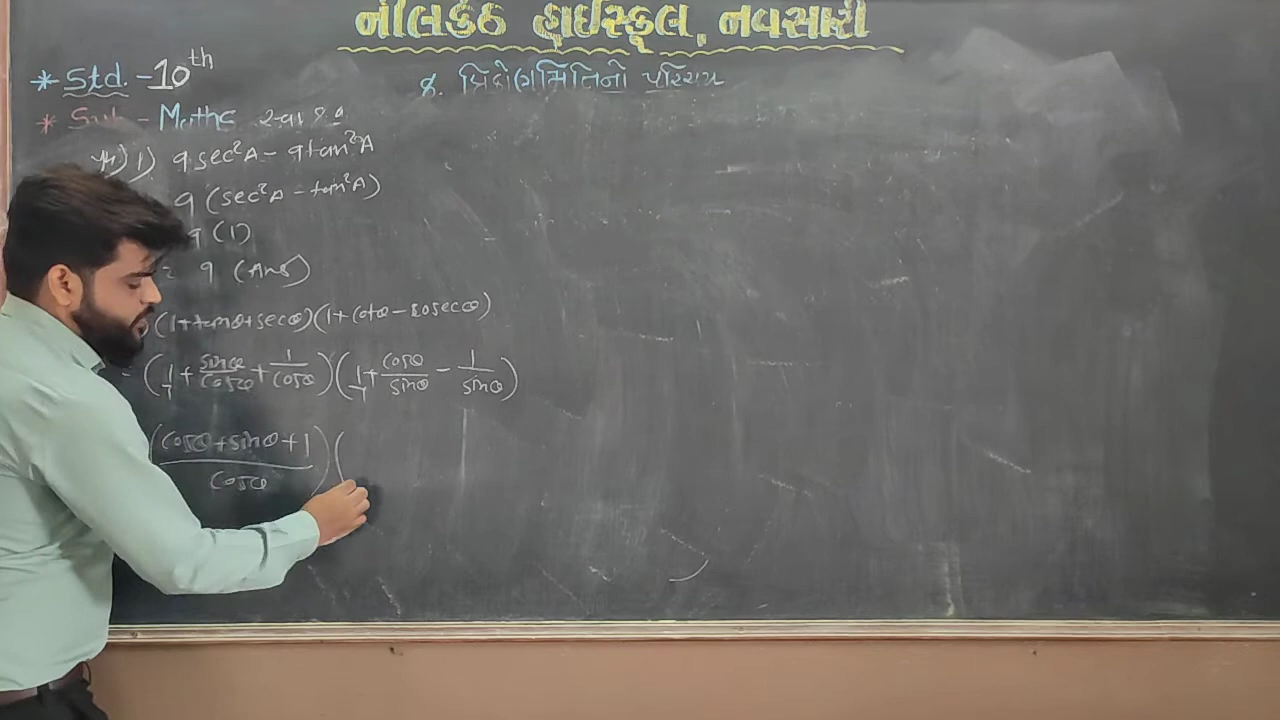 નીલકંઠ હાઈસ્કૂલ, નવસારી
* Std. - 10th
8. ત્રિકોણમિતિનો પરિચય
* Sub - Maths સ્વા 8.
1) 9 sec²A - 9 tan²A
9 (sec²A - tan²A)
9 (1)
= 9 (Ans)
(1+tanθ+secθ)(1+cotθ-cosecθ)
= (1/1 + sinθ/cosθ + 1/cosθ)(1/1 + cosθ/sinθ - 1/sinθ)
(cosθ+sinθ+1)(
cosθ